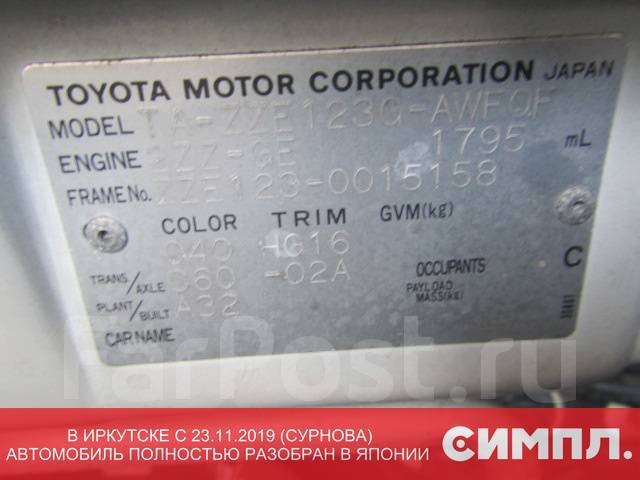 TOYOTA MOTOR CORPORATION JAPAN
MODEL TA-ZZE123G-AWFQF
ENGINE 2ZZ-GE 1795 mL
FRAME No. ZZE123-0015158
COLOR TRIM GVM(kg)
040 HG16
TRANS/AXLE C60 -02A OCCUPANTS C
PLANT/BUILT A32 PAYLOAD MASS(kg)
CAR NAME
FarPost.ru
В ИРКУТСКЕ С 23.11.2019 (СУРНОВА)
АВТОМОБИЛЬ ПОЛНОСТЬЮ РАЗОБРАН В ЯПОНИИ
СИМПЛ.